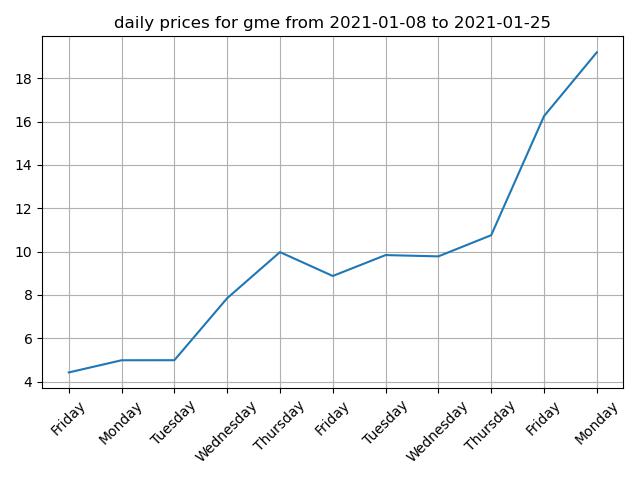 daily prices for gme from 2021-01-08 to 2021-01-25
18
16
14
12
10
8
6
4
Friday
Monday
Tuesday
Wednesday
Thursday
Friday
Tuesday
Wednesday
Thursday
Friday
Monday